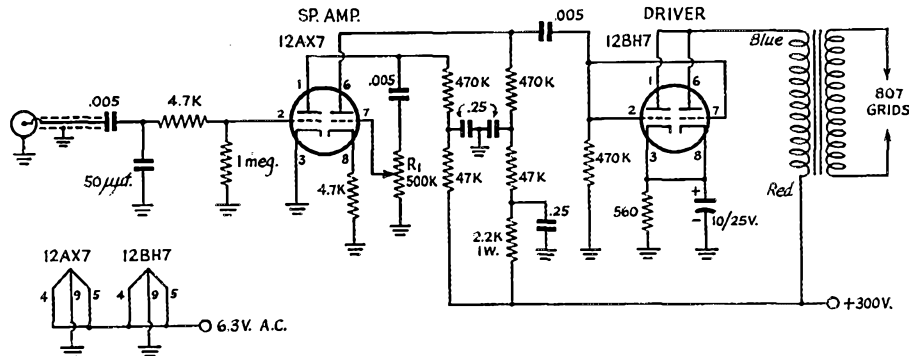 SP. AMP.
12AX7
DRIVER
12BH7
.005
.005
4.7K
2
1
6
7
3
8
50μμfd.
1 meg.
4.7K
.005
R1
500K
470K
.25
470K
47K
47K
2.2K
1W.
.25
470K
2
1
6
7
3
8
560
+
−
10/25V.
Blue
Red
807
GRIDS
12AX7
12BH7
4
9
5
4
9
5
6.3V. A.C.
+300V.